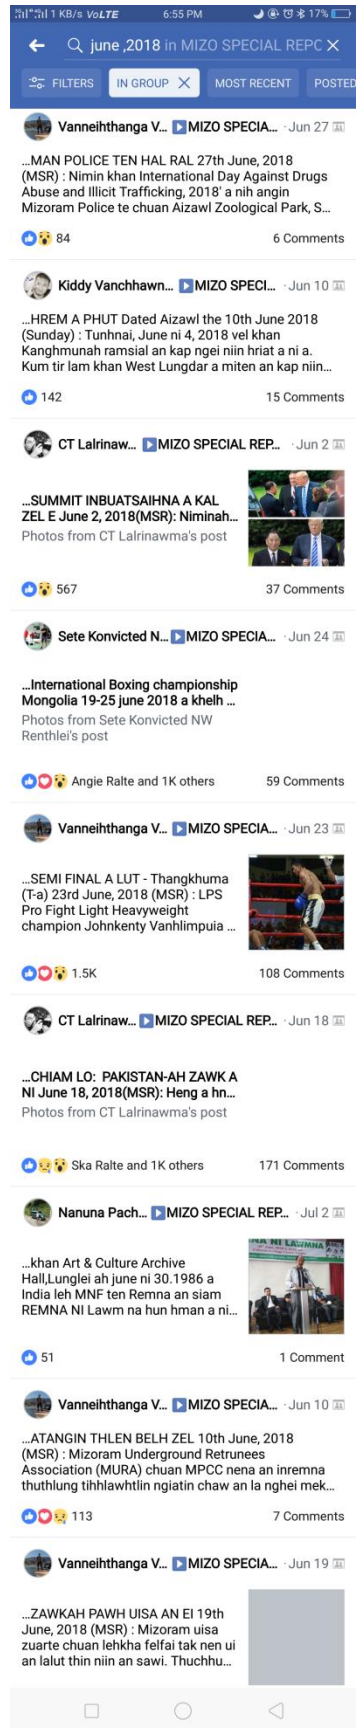 1 KB/s VoLTE 6:55 PM 17%
june ,2018 in MIZO SPECIAL REPC
FILTERS IN GROUP MOST RECENT POSTED
Vanneihthanga V... MIZO SPECIA... · Jun 27
...MAN POLICE TEN HAL RAL 27th June, 2018
(MSR) : Nimin khan International Day Against Drugs
Abuse and Illicit Trafficking, 2018' a nih angin
Mizoram Police te chuan Aizawl Zoological Park, S...
84 6 Comments
Kiddy Vanchhawn... MIZO SPECI... · Jun 10
...HREM A PHUT Dated Aizawl the 10th June 2018
(Sunday) : Tunhnai, June ni 4, 2018 vel khan
Kanghmunah ramsial an kap ngei niin hriat a ni a.
Kum tir lam khan West Lungdar a miten an kap niin...
142 15 Comments
CT Lalrinaw... MIZO SPECIAL REP... · Jun 2
...SUMMIT INBUATSAIHNA A KAL
ZEL E June 2, 2018(MSR): Niminah...
Photos from CT Lalrinawma's post
567 37 Comments
Sete Konvicted N... MIZO SPECIA... · Jun 24
...International Boxing championship
Mongolia 19-25 june 2018 a khelh ...
Photos from Sete Konvicted NW
Renthlei's post
Angie Ralte and 1K others 59 Comments
Vanneihthanga V... MIZO SPECIA... · Jun 23
...SEMI FINAL A LUT - Thangkhuma
(T-a) 23rd June, 2018 (MSR) : LPS
Pro Fight Light Heavyweight
champion Johnkenty Vanhlimpuia ...
1.5K 108 Comments
CT Lalrinaw... MIZO SPECIAL REP... · Jun 18
...CHIAM LO: PAKISTAN-AH ZAWK A
NI June 18, 2018(MSR): Heng a hn...
Photos from CT Lalrinawma's post
Ska Ralte and 1K others 171 Comments
Nanuna Pach... MIZO SPECIAL REP... · Jul 2
...khan Art & Culture Archive
Hall,Lunglei ah june ni 30.1986 a
India leh MNF ten Remna an siam
REMNA NI Lawm na hun hman a ni...
NA NI LAWMNA
51 1 Comment
Vanneihthanga V... MIZO SPECIA... · Jun 10
...ATANGIN THLEN BELH ZEL 10th June, 2018
(MSR) : Mizoram Underground Retrunees
Association (MURA) chuan MPCC nena an inremna
thuthlung tihhlawhtlin ngiatin chaw an la nghei mek...
113 7 Comments
Vanneihthanga V... MIZO SPECIA... · Jun 19
...ZAWKAH PAWH UISA AN EI 19th
June, 2018 (MSR) : Mizoram uisa
zuarte chuan lehkha felfai tak nen ui
an lalut thin niin an sawi. Thuchhu...